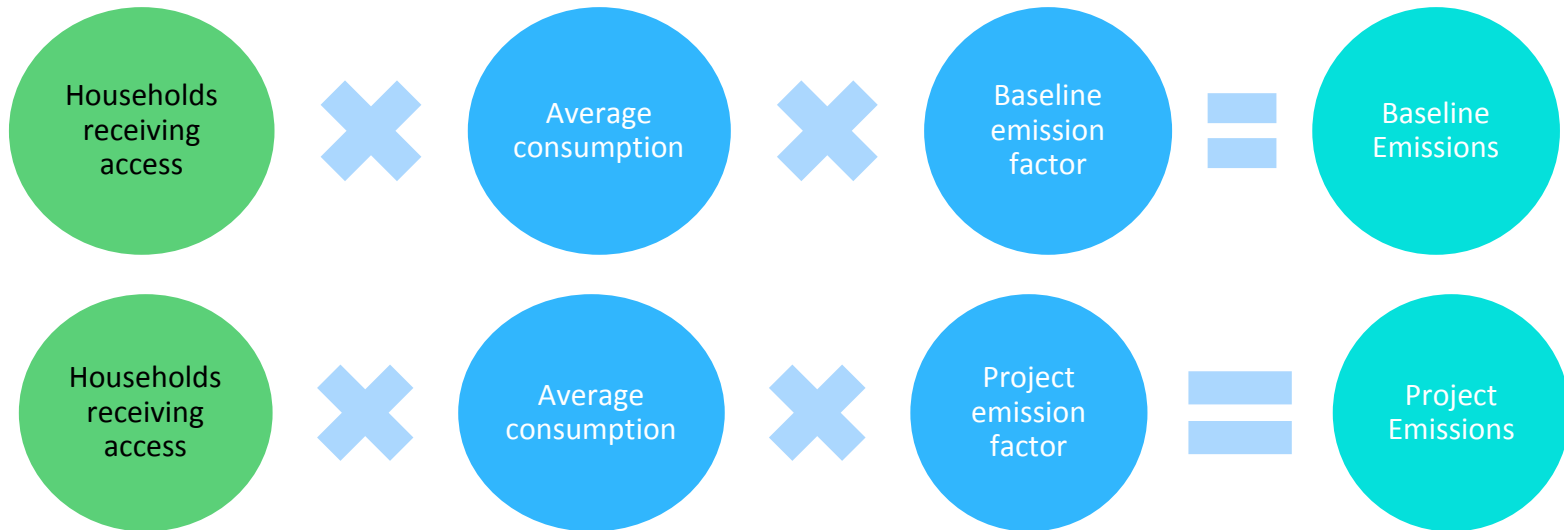 Households
receiving
access
Average
consumption
Baseline
emission
factor
Baseline
Emissions
Households
receiving
access
Average
consumption
Project
emission
factor
Project
Emissions